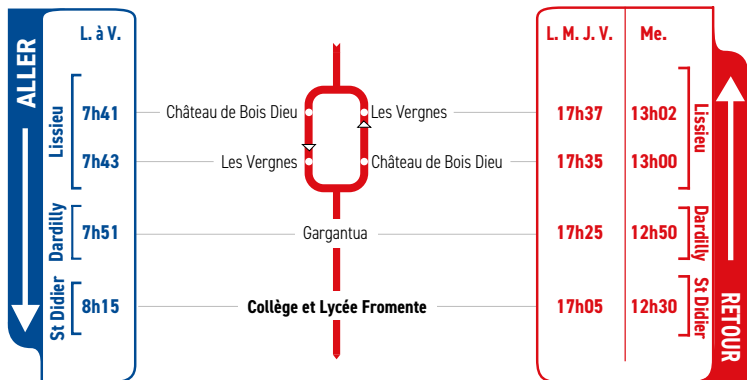 ALLER
L. à V.
L. M. J. V. Me.
Lissieu
7h41 Château de Bois Dieu Les Vergnes 17h37 13h02
7h43 Les Vergnes Château de Bois Dieu 17h35 13h00
Lissieu
Dardilly
7h51 Gargantua 17h25 12h50
Dardilly
St Didier
8h15 Collège et Lycée Fromente 17h05 12h30
St Didier
RETOUR